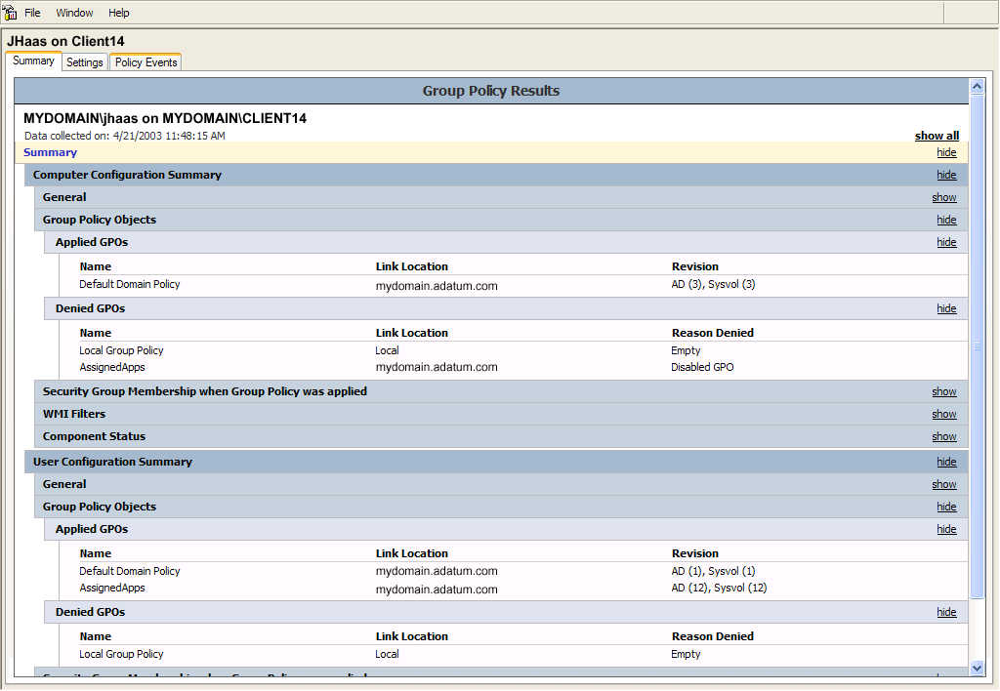 File Window Help
JHaas on Client14
Summary Settings Policy Events
Group Policy Results
MYDOMAIN\jhaas on MYDOMAIN\CLIENT14
Data collected on: 4/21/2003 11:48:15 AM show all
Summary hide
Computer Configuration Summary hide
General show
Group Policy Objects hide
Applied GPOs hide
Name Link Location Revision
Default Domain Policy mydomain.adatum.com AD (3), Sysvol (3)
Denied GPOs hide
Name Link Location Reason Denied
Local Group Policy Local Empty
AssignedApps mydomain.adatum.com Disabled GPO
Security Group Membership when Group Policy was applied show
WMI Filters show
Component Status show
User Configuration Summary hide
General show
Group Policy Objects hide
Applied GPOs hide
Name Link Location Revision
Default Domain Policy mydomain.adatum.com AD (1), Sysvol (1)
AssignedApps mydomain.adatum.com AD (12), Sysvol (12)
Denied GPOs hide
Name Link Location Reason Denied
Local Group Policy Local Empty